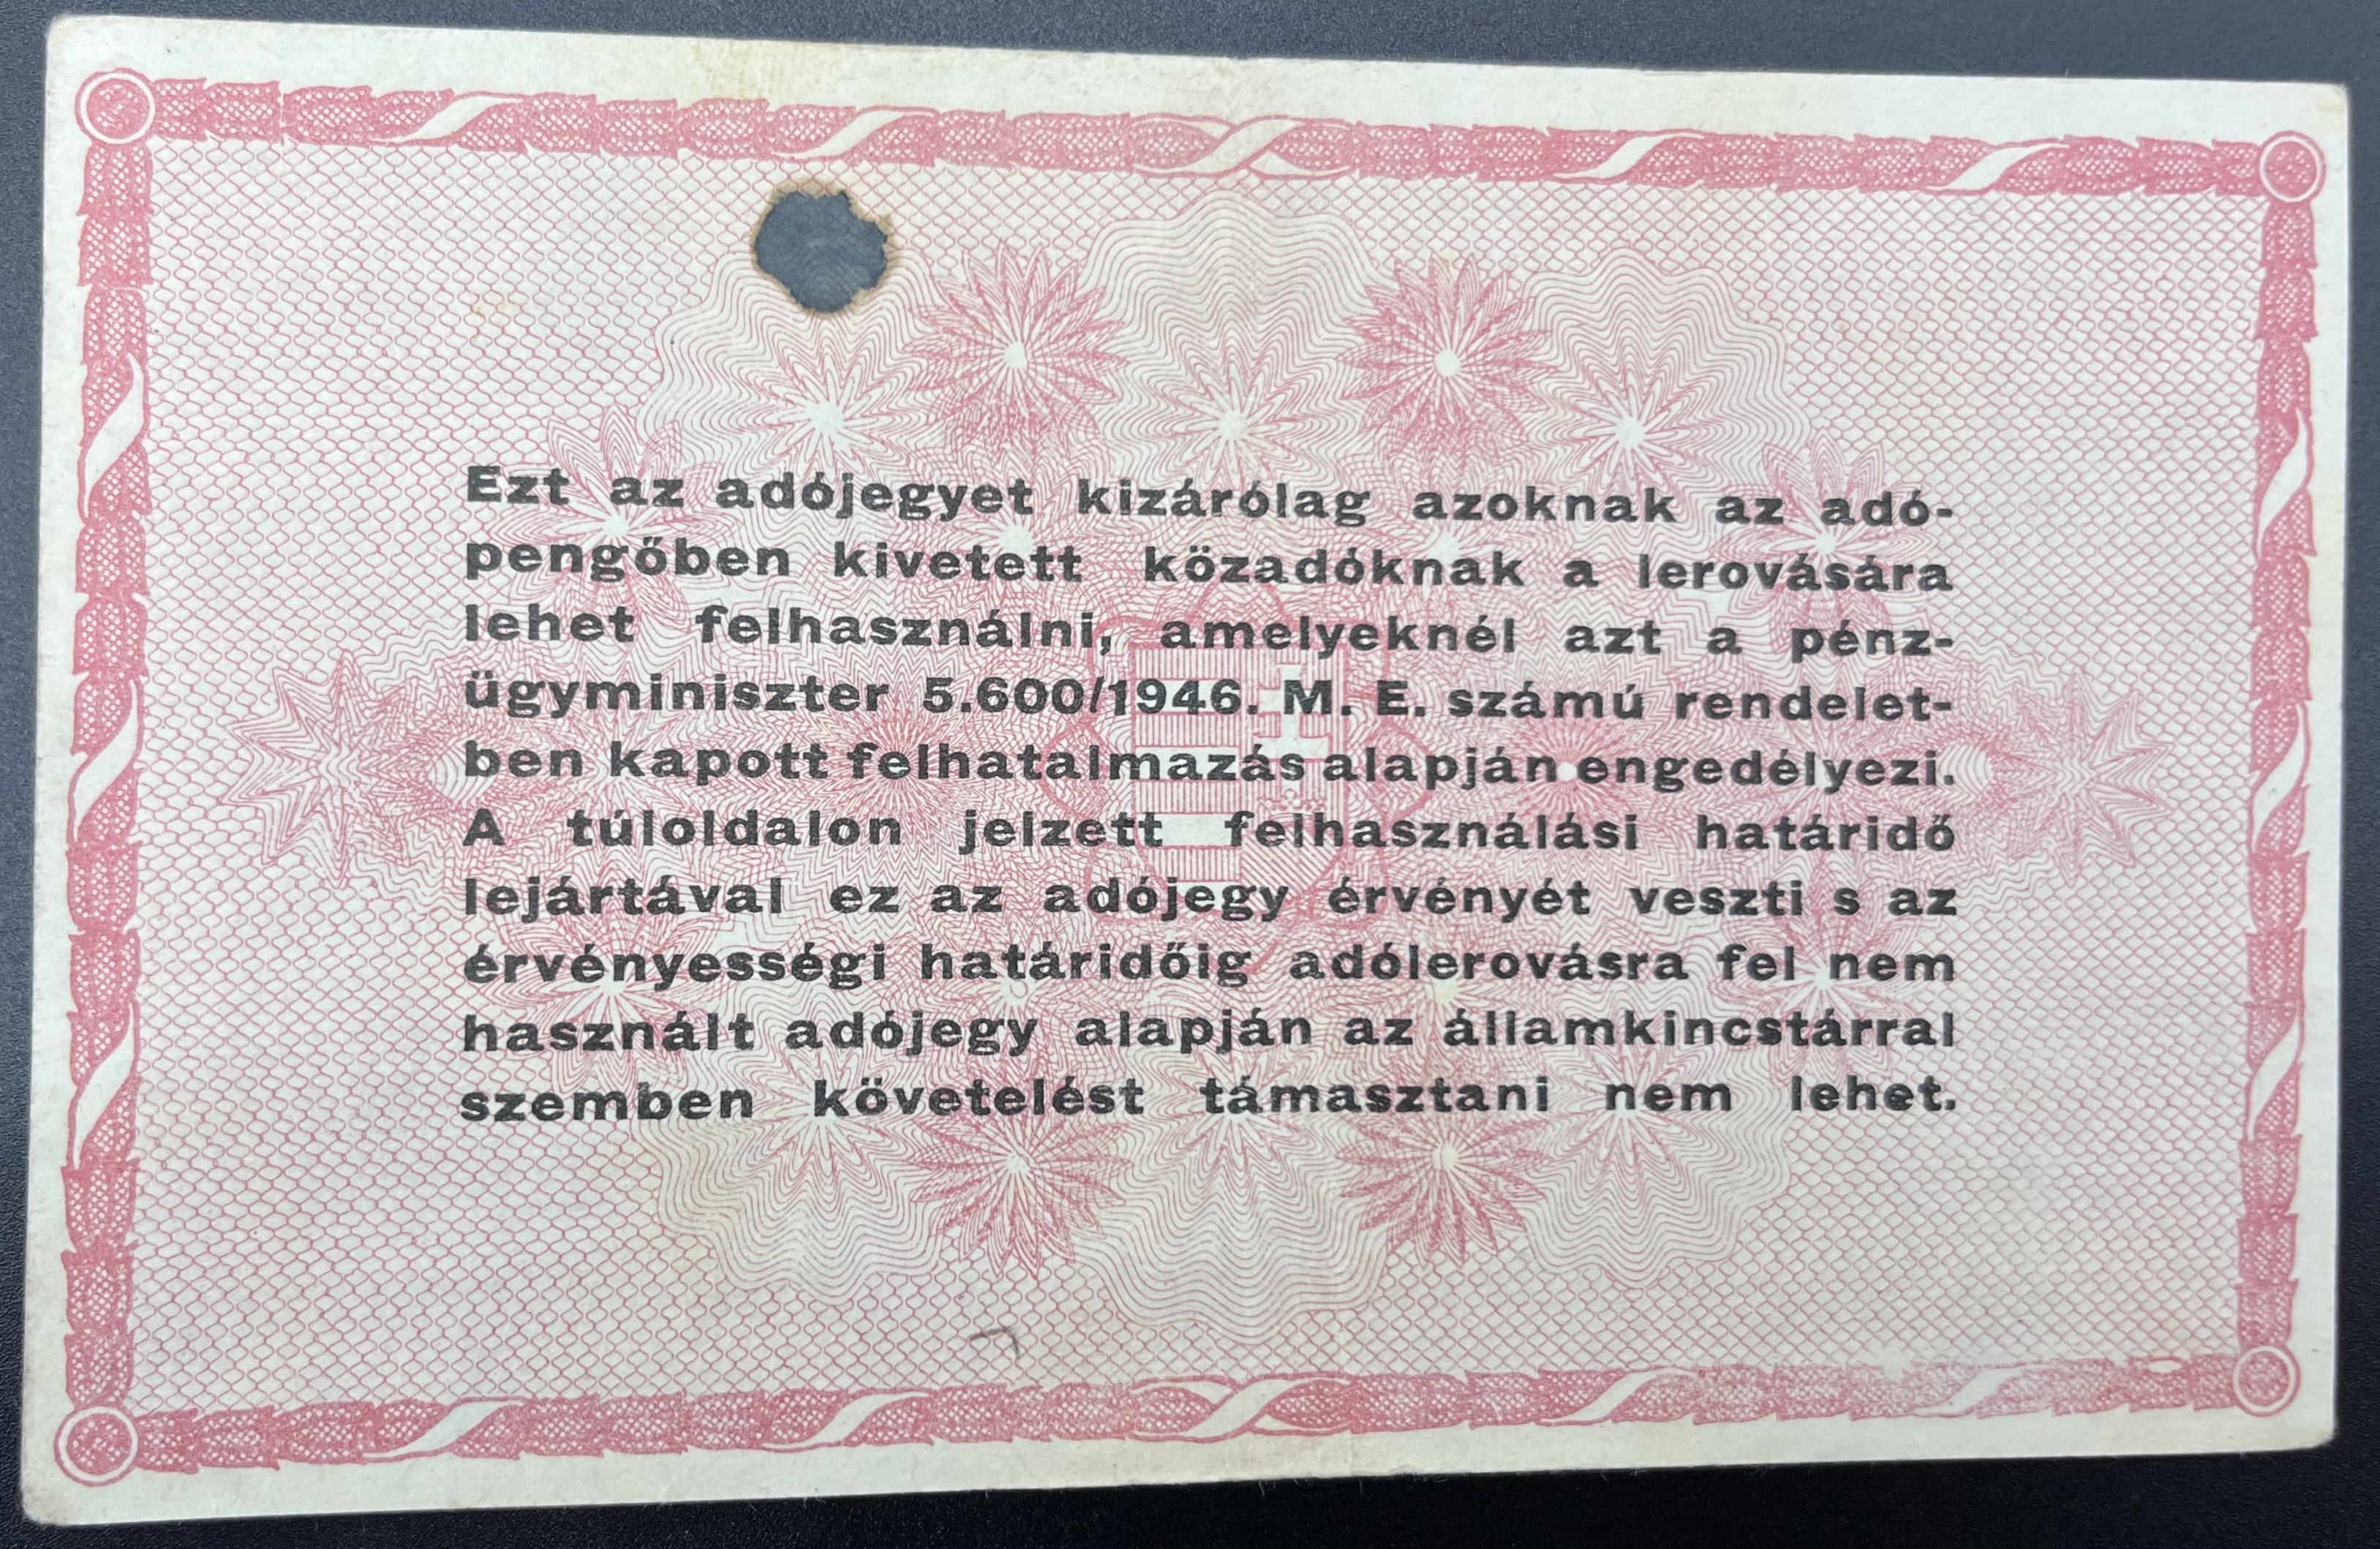 Ezt az adójegyet kizárólag azoknak az adó-
pengőben kivetett közadóknak a lerovására
lehet felhasználni, amelyeknél azt a pénz-
ügyminiszter 5.600/1946. M. E. számú rendelet-
ben kapott felhatalmazás alapján engedélyezi.
A túloldalon jelzett felhasználási határidő
lejártával ez az adójegy érvényét veszti s az
érvényességi határidőig adólerovásra fel nem
használt adójegy alapján az államkincstárral
szemben követelést támasztani nem lehet.